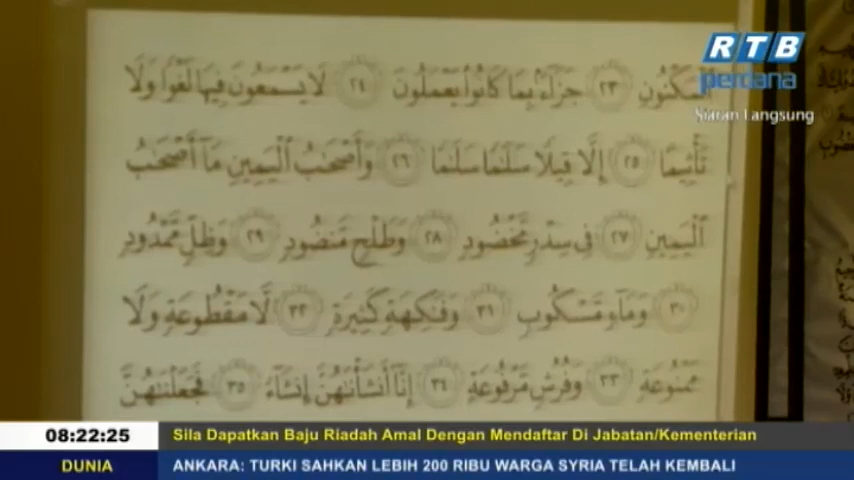 ٱلْمَكْنُونِ ٢٣ جَزَآءًۢ بِمَا كَانُوا۟ يَعْمَلُونَ ٢٤ لَا يَسْمَعُونَ فِيهَا لَغْوًا وَلَا
تَأْثِيمًا ٢٥ إِلَّا قِيلًا سَلَٰمًا سَلَٰمًا ٢٦ وَأَصْحَٰبُ ٱلْيَمِينِ مَآ أَصْحَٰبُ
ٱلْيَمِينِ ٢٧ فِى سِدْرٍ مَّخْضُودٍ ٢٨ وَطَلْحٍ مَّنضُودٍ ٢٩ وَظِلٍّ مَّمْدُودٍ
٣٠ وَمَآءٍ مَّسْكُوبٍ ٣١ وَفَٰكِهَةٍ كَثِيرَةٍ ٣٢ لَّا مَقْطُوعَةٍ وَلَا
مَمْنُوعَةٍ ٣٣ وَفُرُشٍ مَّرْفُوعَةٍ ٣٤ إِنَّآ أَنشَأْنَٰهُنَّ إِنشَآءً ٣٥ فَجَعَلْنَٰهُنَّ
RTB
perdana
Siaran Langsung
08:22:25 Sila Dapatkan Baju Riadah Amal Dengan Mendaftar Di Jabatan/Kementerian
DUNIA ANKARA: TURKI SAHKAN LEBIH 200 RIBU WARGA SYRIA TELAH KEMBALI